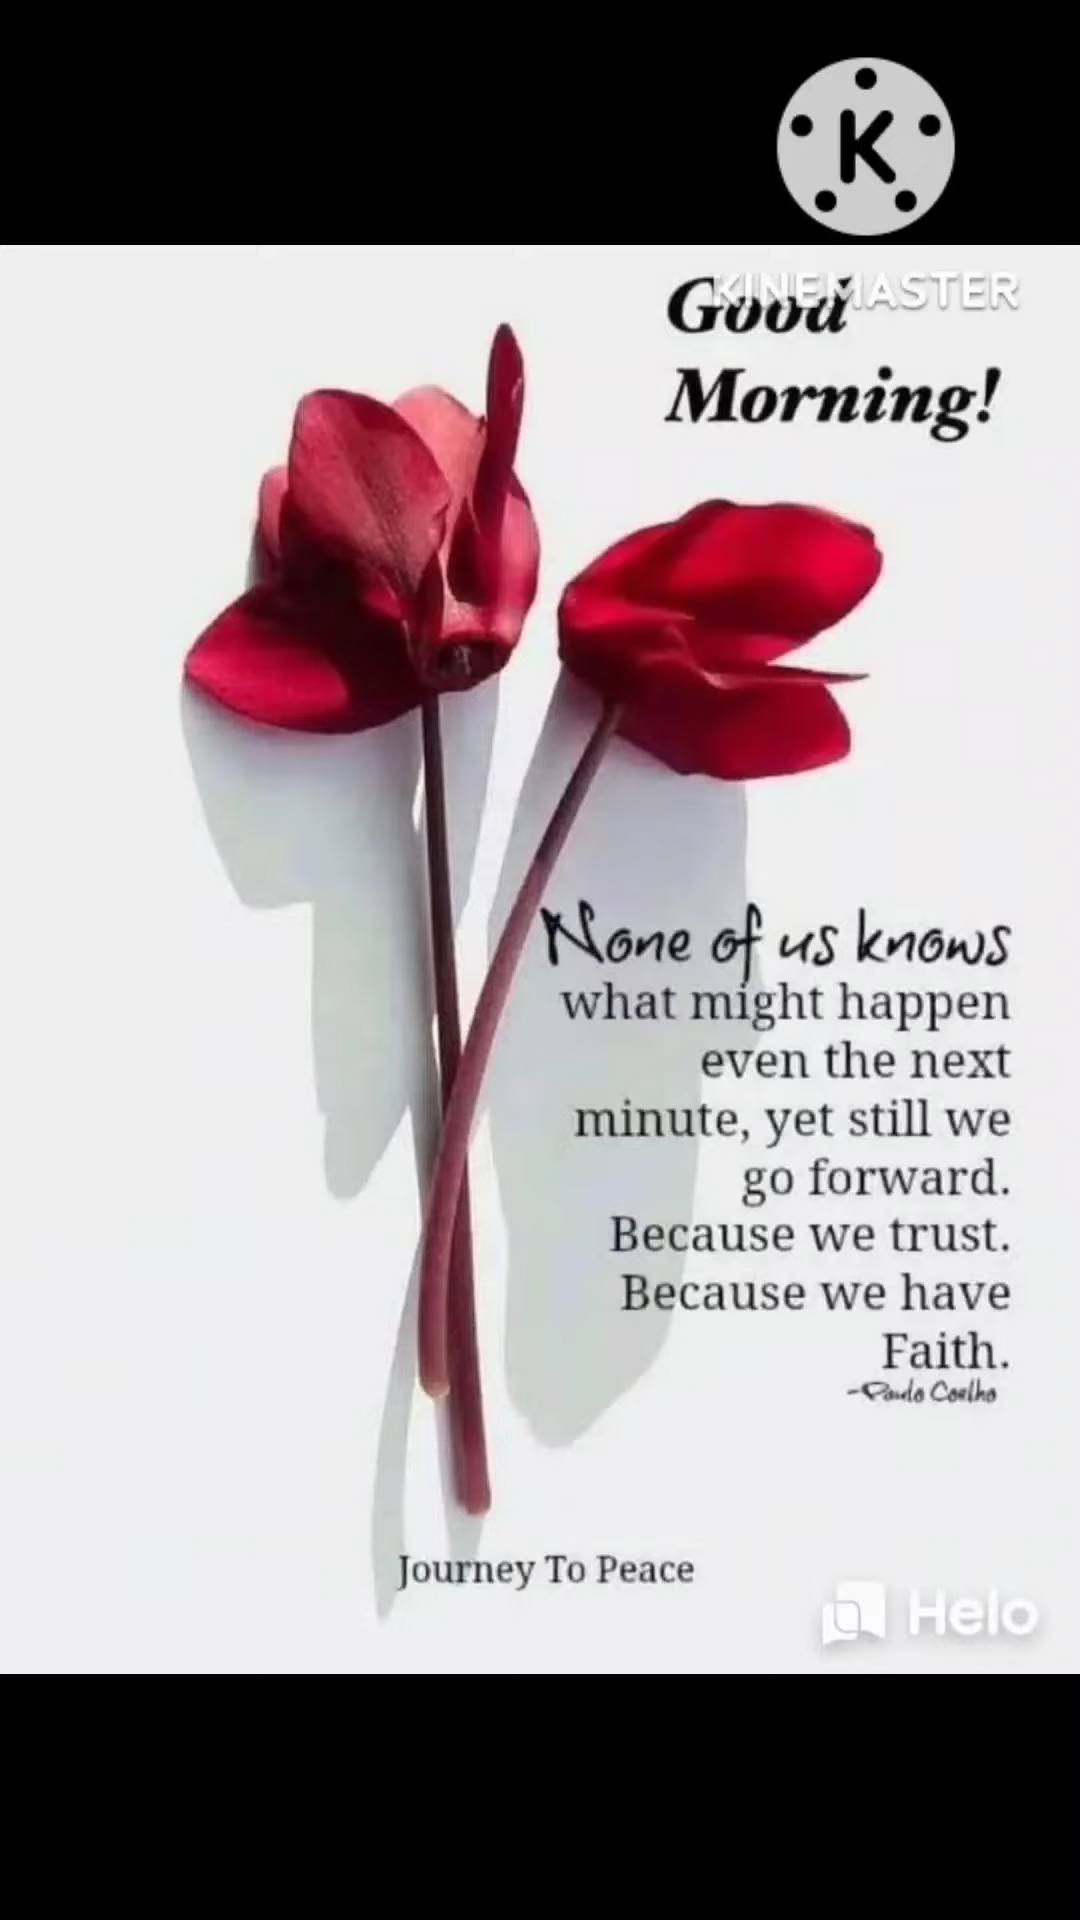 K
KINEMASTER
Good
Morning!
None of us knows
what might happen
even the next
minute, yet still we
go forward.
Because we trust.
Because we have
Faith.
-Paulo Coelho
Journey To Peace
Helo